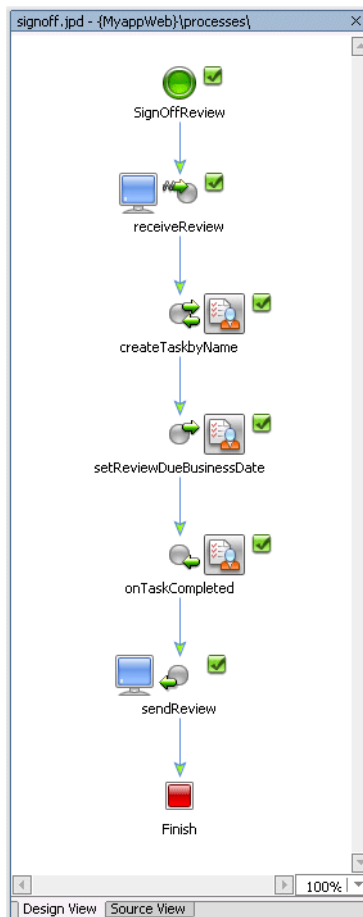 signoff.jpd - {MyappWeb}\processes\
SignOffReview
receiveReview
createTaskbyName
setReviewDueBusinessDate
onTaskCompleted
sendReview
Finish
100%
Design View Source View